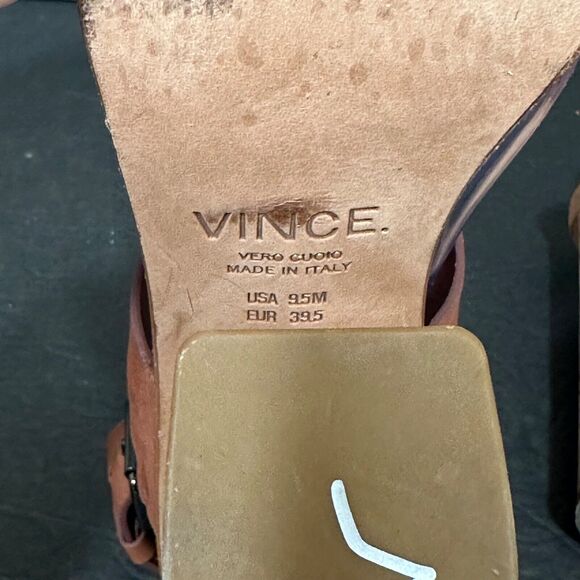 VINCE.
VERO CUOIO
MADE IN ITALY
USA 9.5M
EUR 39.5